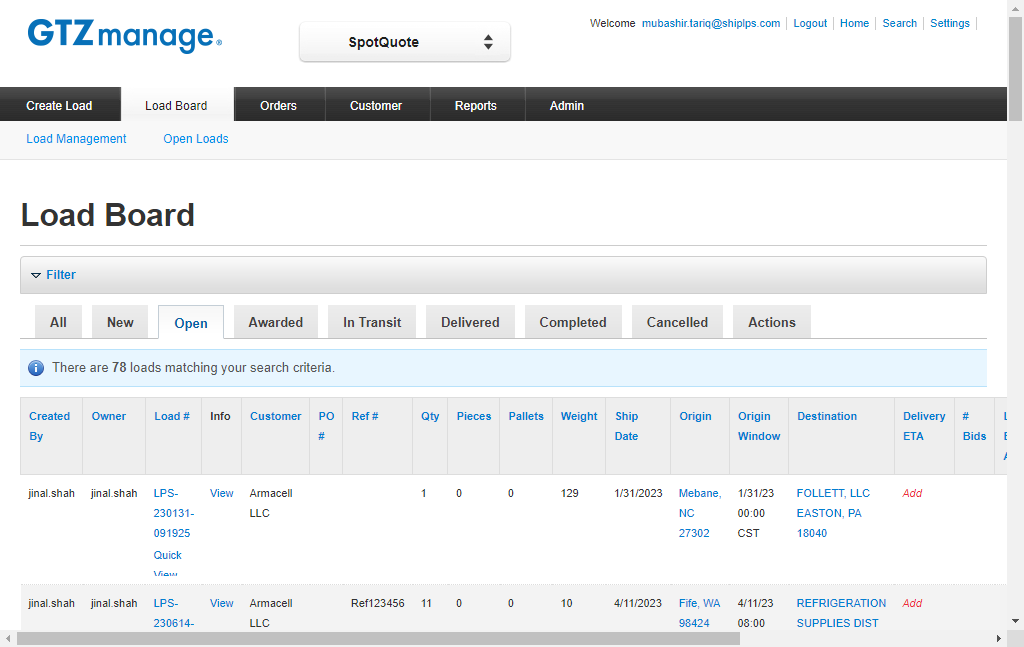 GTZmanage®
SpotQuote
Welcome mubashir.tariq@shiplps.com Logout Home Search Settings
Create Load Load Board Orders Customer Reports Admin
Load Management Open Loads
Load Board
Filter
All New Open Awarded In Transit Delivered Completed Cancelled Actions
There are 78 loads matching your search criteria.
Created By Owner Load # Info Customer PO # Ref # Qty Pieces Pallets Weight Ship Date Origin Origin Window Destination Delivery ETA # Bids
jinal.shah jinal.shah LPS- View Armacell 1 0 0 129 1/31/2023 Mebane, 1/31/23 FOLLETT, LLC Add
230131- LLC NC 00:00 EASTON, PA
091925 27302 CST 18040
Quick
View
jinal.shah jinal.shah LPS- View Armacell Ref123456 11 0 0 10 4/11/2023 Fife, WA 4/11/23 REFRIGERATION Add
230614- LLC 98424 08:00 SUPPLIES DIST